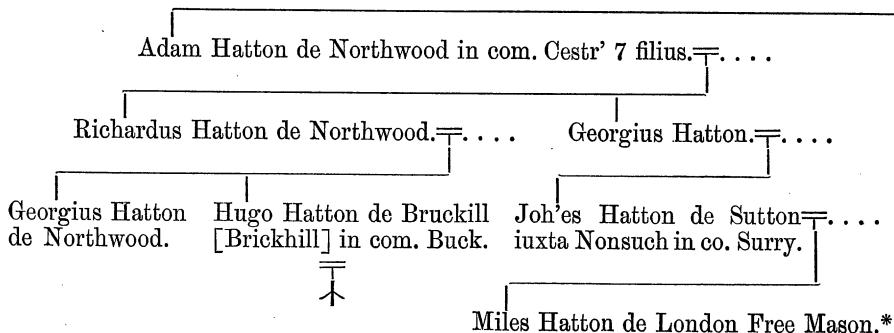 Adam Hatton de Northwood in com. Cestr' 7 filius. . . . .
Richardus Hatton de Northwood. . . . . Georgius Hatton. . . . .
Georgius Hatton Hugo Hatton de Bruckill Joh'es Hatton de Sutton . . . .
de Northwood. [Brickhill] in com. Buck. iuxta Nonsuch in co. Surry.
Miles Hatton de London Free Mason.*